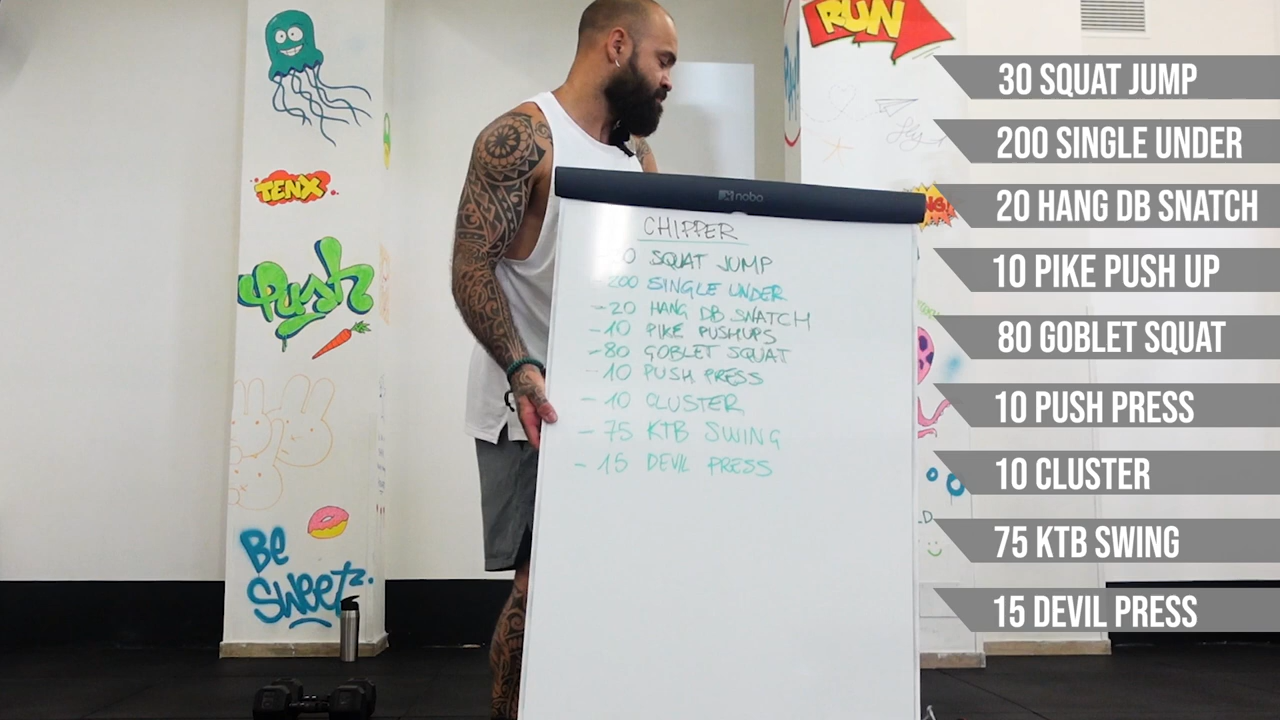 RUN
30 SQUAT JUMP
200 SINGLE UNDER
20 HANG DB SNATCH
10 PIKE PUSH UP
80 GOBLET SQUAT
10 PUSH PRESS
10 CLUSTER
75 KTB SWING
15 DEVIL PRESS
TENX
Push
Be
Sweet
nobo
CHIPPER
0 SQUAT JUMP
200 SINGLE UNDER
-20 HANG DB SNATCH
-10 PIKE PUSHUPS
-80 GOBLET SQUAT
-10 PUSH PRESS
-10 CLUSTER
- 75 KTB SWING
- 15 DEVIL PRESS